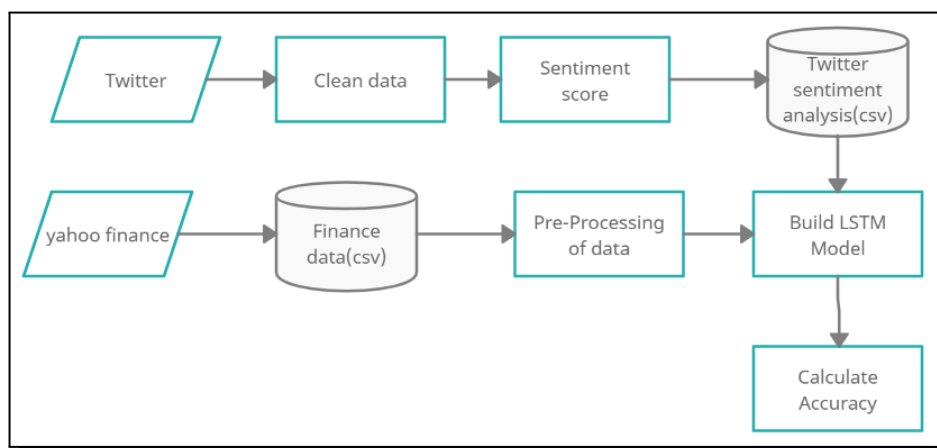 Twitter
Clean data
Sentiment
score
Twitter
sentiment
analysis(csv)
yahoo finance
Finance
data(csv)
Pre-Processing
of data
Build LSTM
Model
Calculate
Accuracy